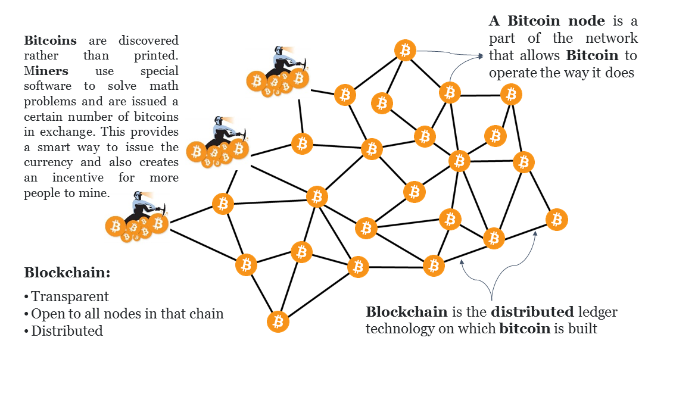 Bitcoins are discovered
rather than printed.
Miners use special
software to solve math
problems and are issued a
certain number of bitcoins
in exchange. This provides
a smart way to issue the
currency and also creates
an incentive for more
people to mine.
A Bitcoin node is a
part of the network
that allows Bitcoin to
operate the way it does
Blockchain:
• Transparent
• Open to all nodes in that chain
• Distributed
Blockchain is the distributed ledger
technology on which bitcoin is built